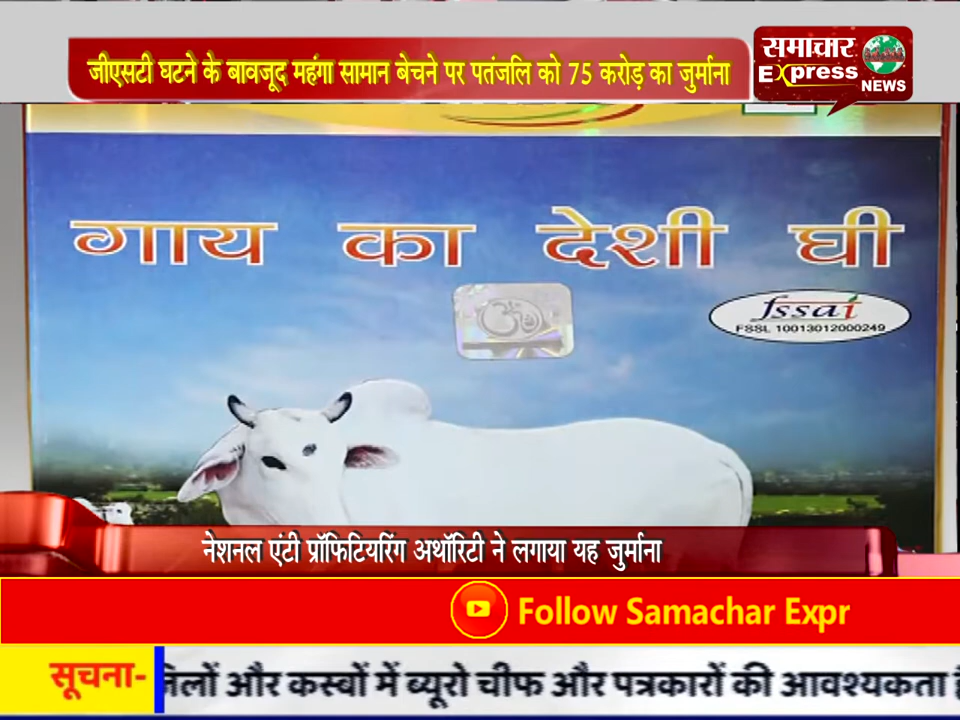 जीएसटी घटने के बावजूद महंगा सामान बेचने पर पतंजलि को 75 करोड़ का जुर्माना
समाचार
Express
NEWS
गाय का देशी घी
fssai
FSSL 10013012000249
नेशनल एंटी प्रॉफिटियरिंग अथॉरिटी ने लगाया यह जुर्माना
Follow Samachar Expr
सूचना- जिलों और कस्बों में ब्यूरो चीफ और पत्रकारों की आवश्यकता